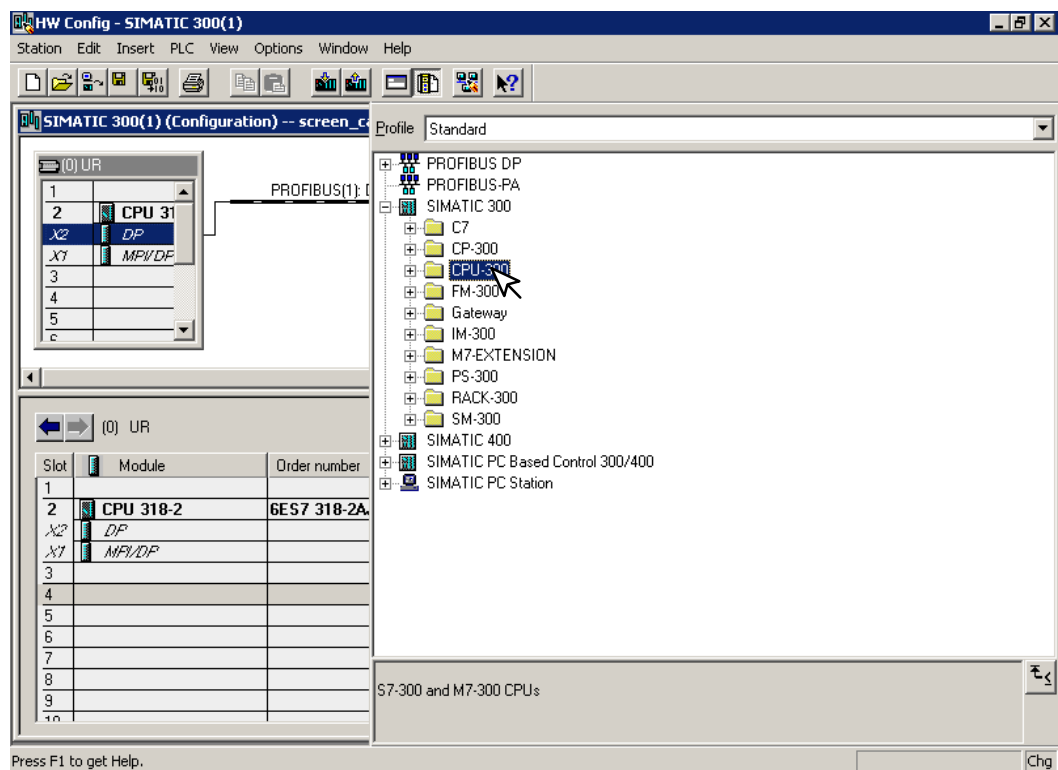 HW Config - SIMATIC 300(1)
Station Edit Insert PLC View Options Window Help
SIMATIC 300(1) (Configuration) -- screen_c
Profile Standard
(0) UR
1
2 CPU 31
X2 DP
X1 MPI/DP
3
4
5
PROFIBUS(1):
PROFIBUS DP
PROFIBUS-PA
SIMATIC 300
C7
CP-300
CPU-300
FM-300
Gateway
IM-300
M7-EXTENSION
PS-300
RACK-300
SM-300
SIMATIC 400
SIMATIC PC Based Control 300/400
SIMATIC PC Station
(0) UR
Slot Module Order number
1
2 CPU 318-2 6ES7 318-2A
X2 DP
X1 MPI/DP
3
4
5
6
7
8
9
10
S7-300 and M7-300 CPUs
Press F1 to get Help.
Chg